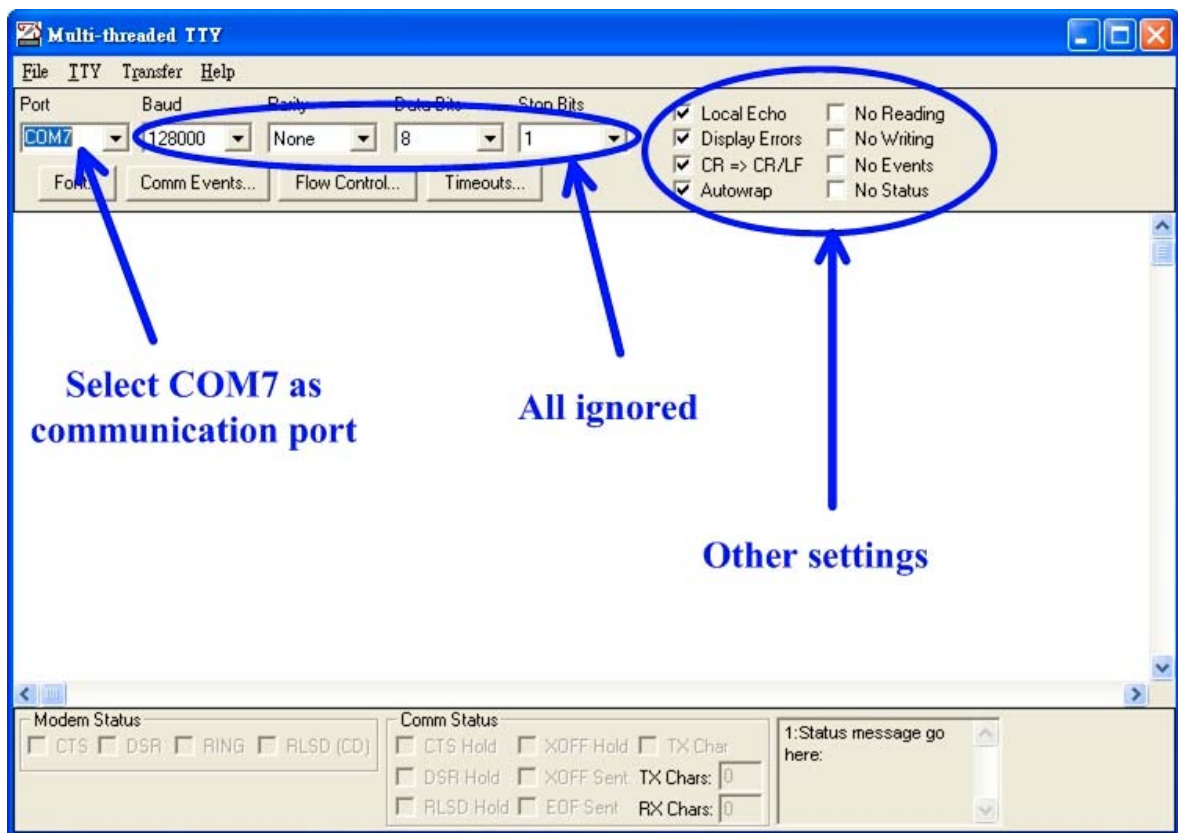 Multi-threaded TTY
File TTY Transfer Help
Port Baud Parity Data Bits Stop Bits
COM7 128000 None 8 1
Font... Comm Events... Flow Control... Timeouts...
Local Echo No Reading
Display Errors No Writing
CR => CR/LF No Events
Autowrap No Status
Select COM7 as
communication port
All ignored
Other settings
Modem Status
CTS DSR RING RLSD (CD)
Comm Status
CTS Hold XOFF Hold TX Char
DSR Hold XOFF Sent TX Chars: 0
RLSD Hold EOF Sent RX Chars: 0
1:Status message go
here: